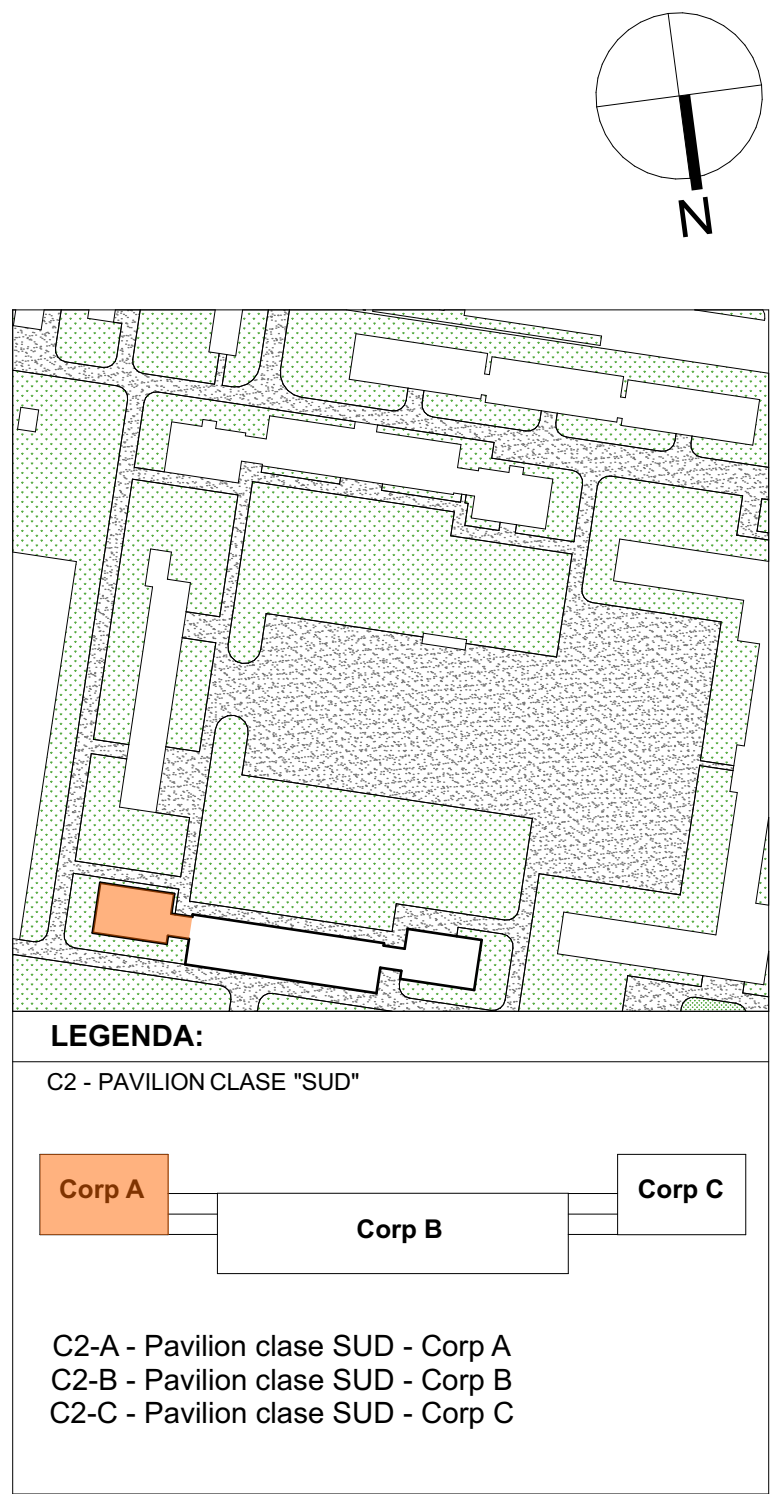 N
LEGENDA:
C2 - PAVILION CLASE "SUD"
Corp A
Corp B
Corp C
C2-A - Pavilion clase SUD - Corp A
C2-B - Pavilion clase SUD - Corp B
C2-C - Pavilion clase SUD - Corp C